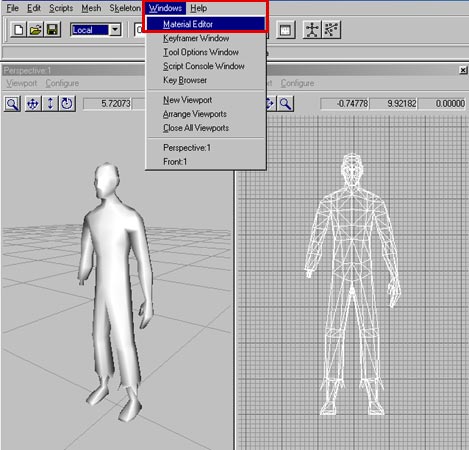 File Edit Scripts Mesh Skeleton Windows Help
Local
Material Editor
Keyframer Window
Tool Options Window
Script Console Window
Key Browser
New Viewport
Arrange Viewports
Close All Viewports
Perspective:1
Front:1
Perspective:1
Viewport Configure
5.72073
-0.74778 9.92182 0.00000